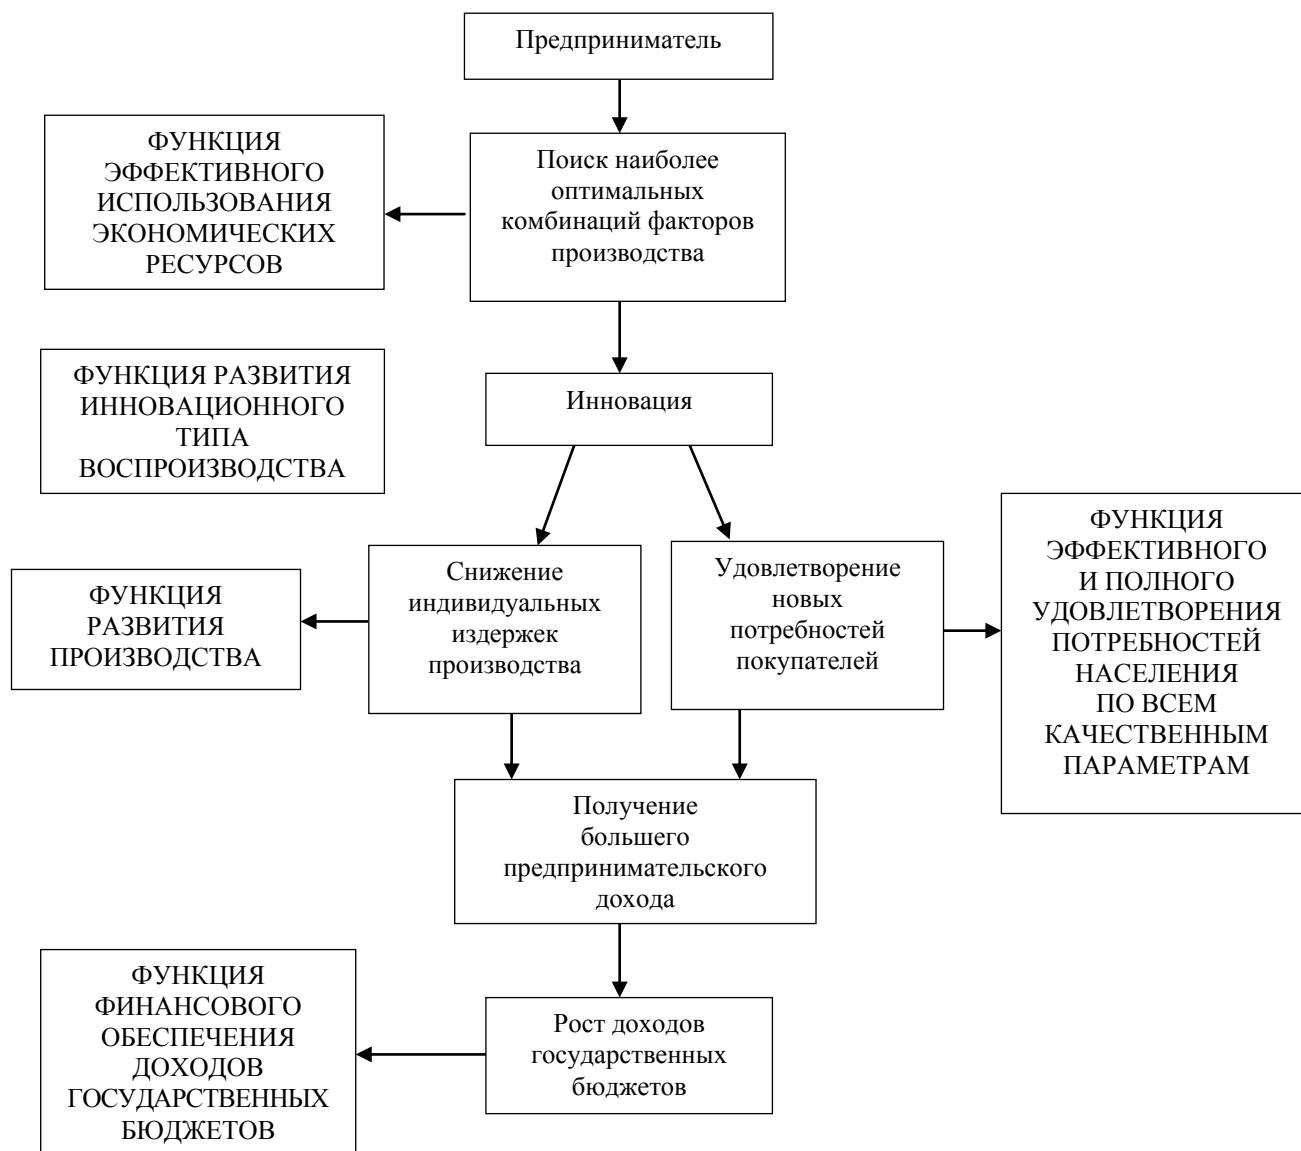 Предприниматель
ФУНКЦИЯ
ЭФФЕКТИВНОГО
ИСПОЛЬЗОВАНИЯ
ЭКОНОМИЧЕСКИХ
РЕСУРСОВ
Поиск наиболее
оптимальных
комбинаций факторов
производства
ФУНКЦИЯ РАЗВИТИЯ
ИННОВАЦИОННОГО
ТИПА
ВОСПРОИЗВОДСТВА
Инновация
ФУНКЦИЯ
РАЗВИТИЯ
ПРОИЗВОДСТВА
Снижение
индивидуальных
издержек
производства
Удовлетворение
новых
потребностей
покупателей
ФУНКЦИЯ
ЭФФЕКТИВНОГО
И ПОЛНОГО
УДОВЛЕТВОРЕНИЯ
ПОТРЕБНОСТЕЙ
НАСЕЛЕНИЯ
ПО ВСЕМ
КАЧЕСТВЕННЫМ
ПАРАМЕТРАМ
Получение
большего
предпринимательского
дохода
ФУНКЦИЯ
ФИНАНСОВОГО
ОБЕСПЕЧЕНИЯ
ДОХОДОВ
ГОСУДАРСТВЕННЫХ
БЮДЖЕТОВ
Рост доходов
государственных
бюджетов